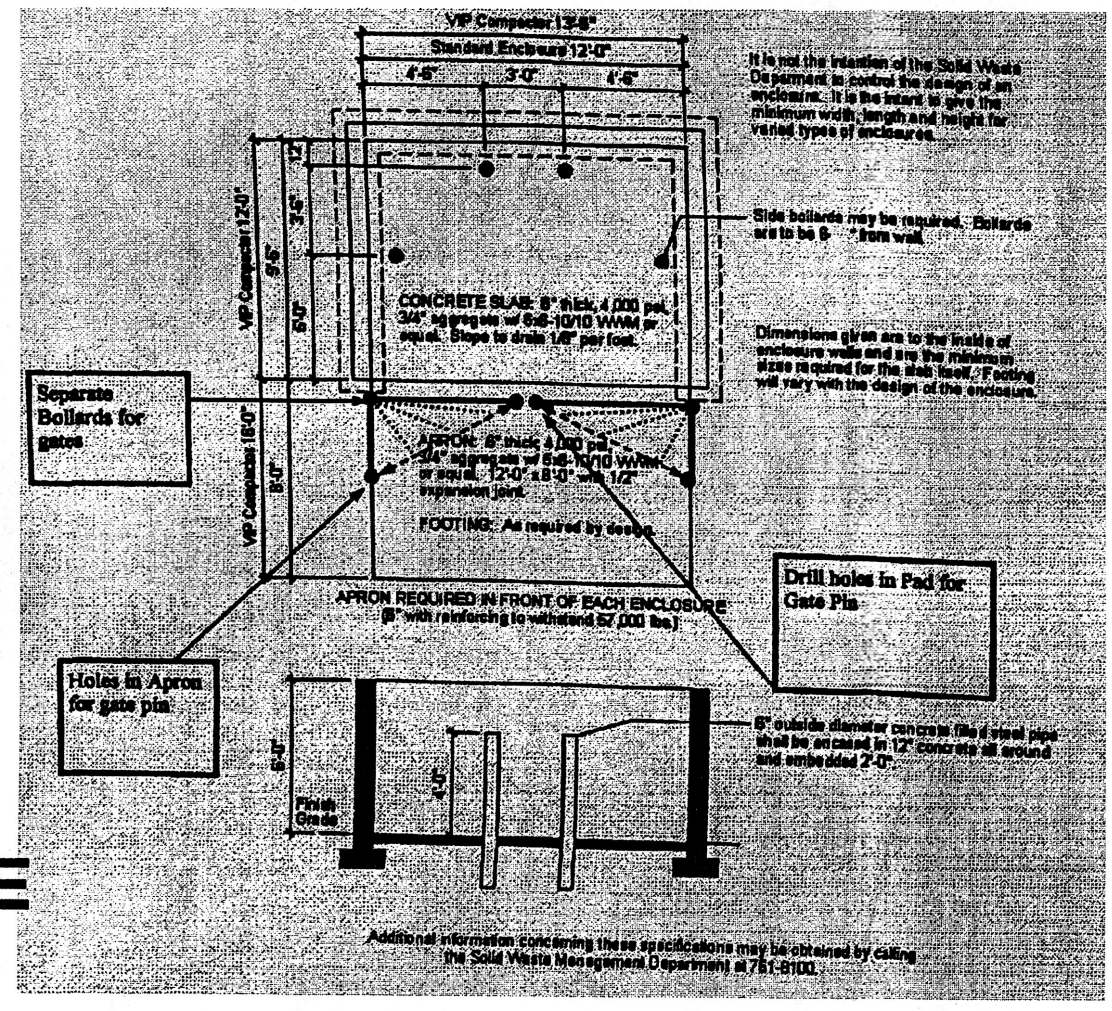 VIP Compacter 13'-6"
Standard Enclosure 12'-0"
4'-6" 3'-0" 4'-6"
It is not the intention of the Solid Waste
Deparment to control the design of an
enclosure. It is the intent to give the
minimum width, length and height for
varied types of enclosures.
12"
3'-6"
6'-0"
9'-6"
VIP Compacter 12'-0"
Side bollards may be required. Bollards
are to be 6- " from wall.
CONCRETE SLAB: 6" thick, 4,000 psi,
3/4" aggregate w/ 6x6-10/10 WWM or
equal. Slope to drain 1/8" per foot.
Dimensions given are to the inside of
enclosure walls and are the minimum
sizes required for the slab itself. Footing
will vary with the design of the enclosure.
Separate
Bollards for
gates
APRON: 6" thick, 4,000 psi,
3/4" aggregate w/ 6x6-10/10 WWM
or equal. 12'-0" x 8'-0" with 1/2"
expansion joint.
VIP Compacter 16'-0"
8'-0"
FOOTING: As required by design.
Drill holes in Pad for
Gate Pin
APRON REQUIRED IN FRONT OF EACH ENCLOSURE
(6" with reinforcing to withstand 57,000 lbs.)
Holes in Apron
for gate pin
6" outside diameter concrete filled steel pipe
shall be encased in 12" concrete all around
and embedded 2'-0".
6'-0"
4'-0"
Finish
Grade
Additional information concerning these specifications may be obtained by calling
the Solid Waste Management Department at 761-8100.